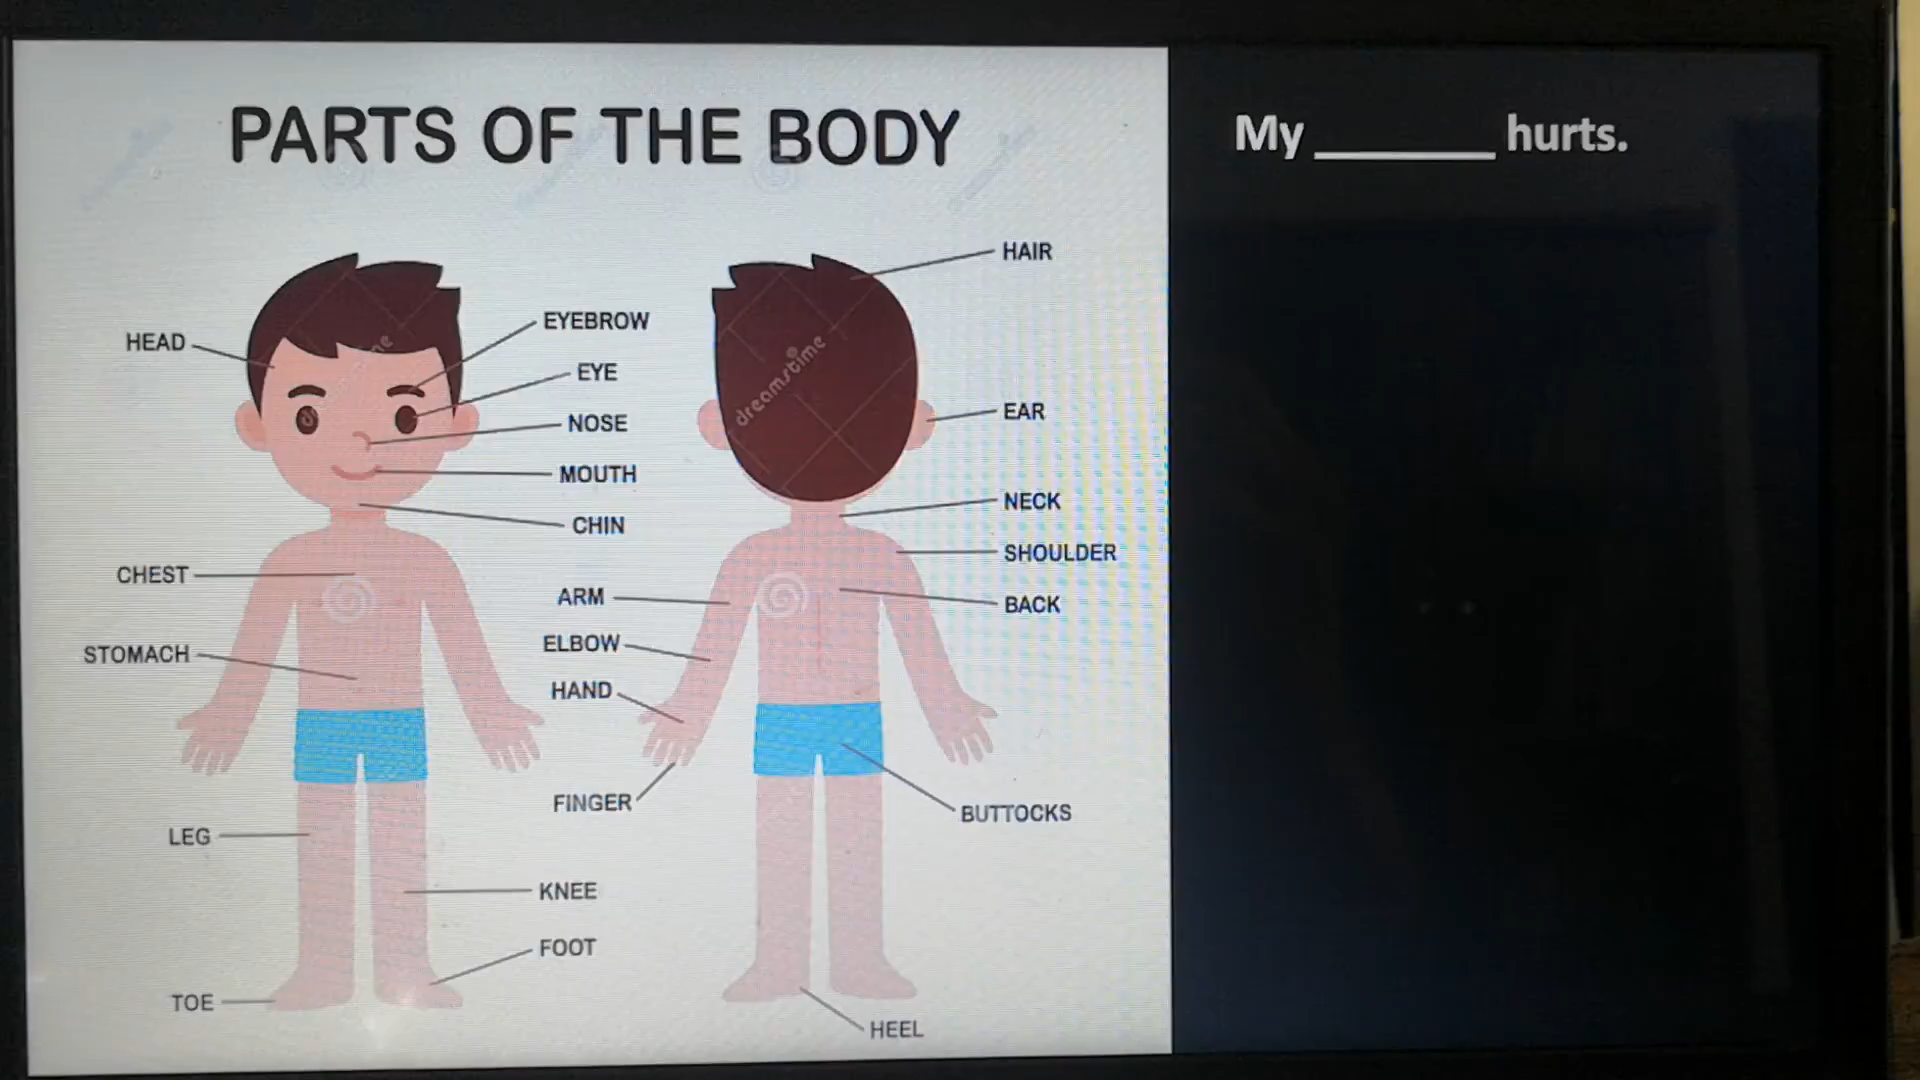 PARTS OF THE BODY
My ______ hurts.
HEAD
EYEBROW
EYE
NOSE
MOUTH
CHIN
CHEST
STOMACH
LEG
KNEE
FOOT
TOE
HAIR
EAR
NECK
SHOULDER
BACK
ARM
ELBOW
HAND
FINGER
BUTTOCKS
HEEL
dreamstime